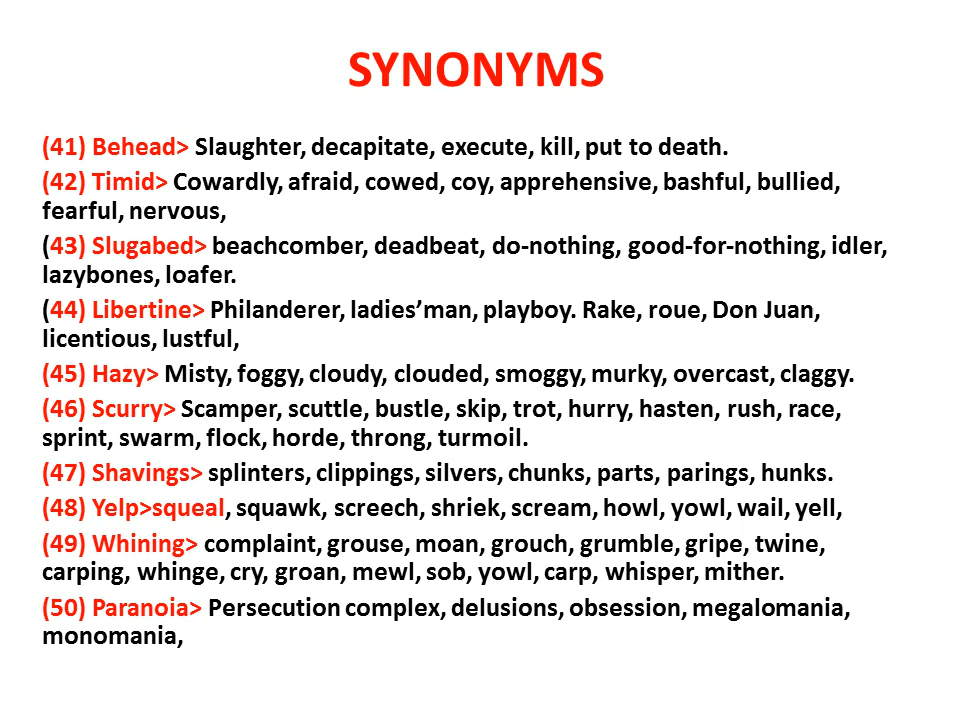 SYNONYMS
(41) Behead> Slaughter, decapitate, execute, kill, put to death.
(42) Timid> Cowardly, afraid, cowed, coy, apprehensive, bashful, bullied,
fearful, nervous,
(43) Slugabed> beachcomber, deadbeat, do-nothing, good-for-nothing, idler,
lazybones, loafer.
(44) Libertine> Philanderer, ladies’man, playboy. Rake, roue, Don Juan,
licentious, lustful,
(45) Hazy> Misty, foggy, cloudy, clouded, smoggy, murky, overcast, claggy.
(46) Scurry> Scamper, scuttle, bustle, skip, trot, hurry, hasten, rush, race,
sprint, swarm, flock, horde, throng, turmoil.
(47) Shavings> splinters, clippings, silvers, chunks, parts, parings, hunks.
(48) Yelp>squeal, squawk, screech, shriek, scream, howl, yowl, wail, yell,
(49) Whining> complaint, grouse, moan, grouch, grumble, gripe, twine,
carping, whinge, cry, groan, mewl, sob, yowl, carp, whisper, mither.
(50) Paranoia> Persecution complex, delusions, obsession, megalomania,
monomania,